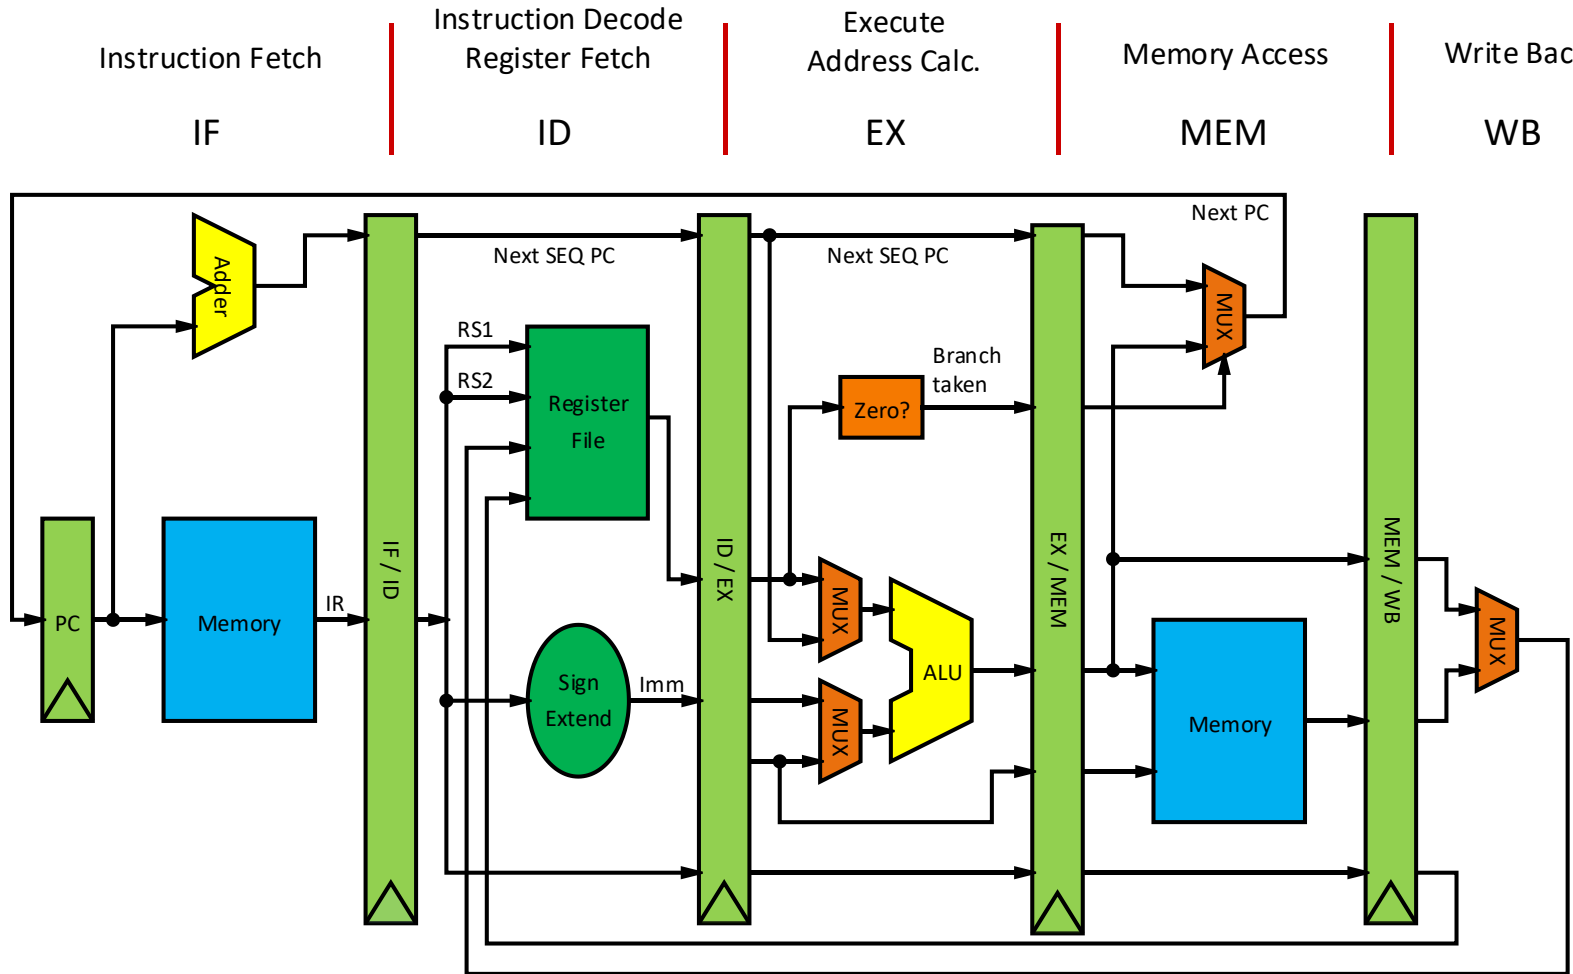 Instruction Fetch
IF
Instruction Decode
Register Fetch
ID
Execute
Address Calc.
EX
Memory Access
MEM
Write Bac
WB
Next PC
Adder
Next SEQ PC
Next SEQ PC
MUX
RS1
RS2
Register
File
Branch
taken
Zero?
PC
Memory
IR
IF / ID
ID / EX
EX / MEM
MEM / WB
MUX
MUX
ALU
Sign
Extend
Imm
Memory
MUX